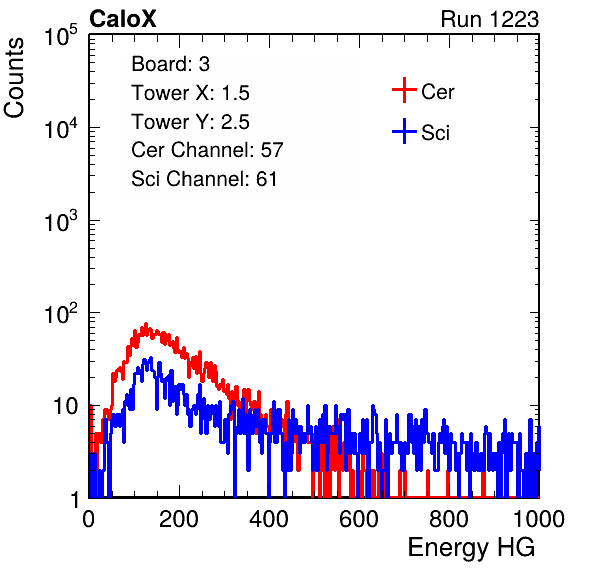 CaloX Run 1223
Counts
10^5
10^4
10^3
10^2
10
1
Board: 3
Tower X: 1.5
Tower Y: 2.5
Cer Channel: 57
Sci Channel: 61
Cer
Sci
0 200 400 600 800 1000
Energy HG